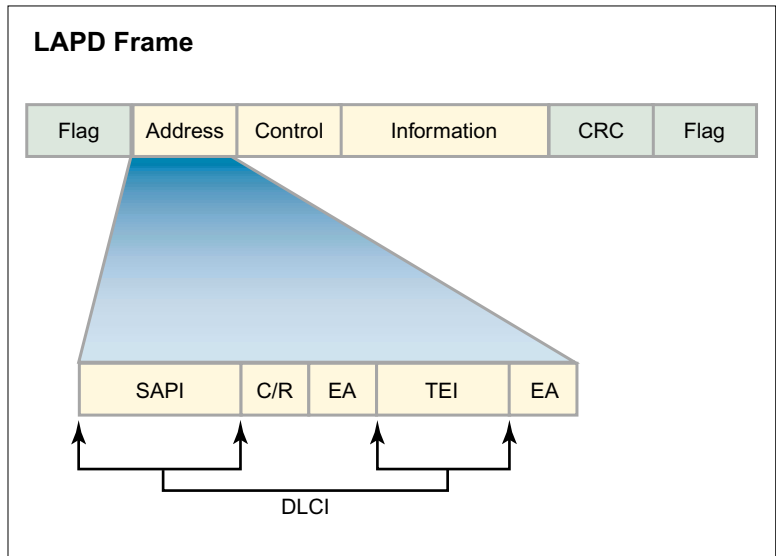 LAPD Frame
Flag Address Control Information CRC Flag
SAPI C/R EA TEI EA
DLCI